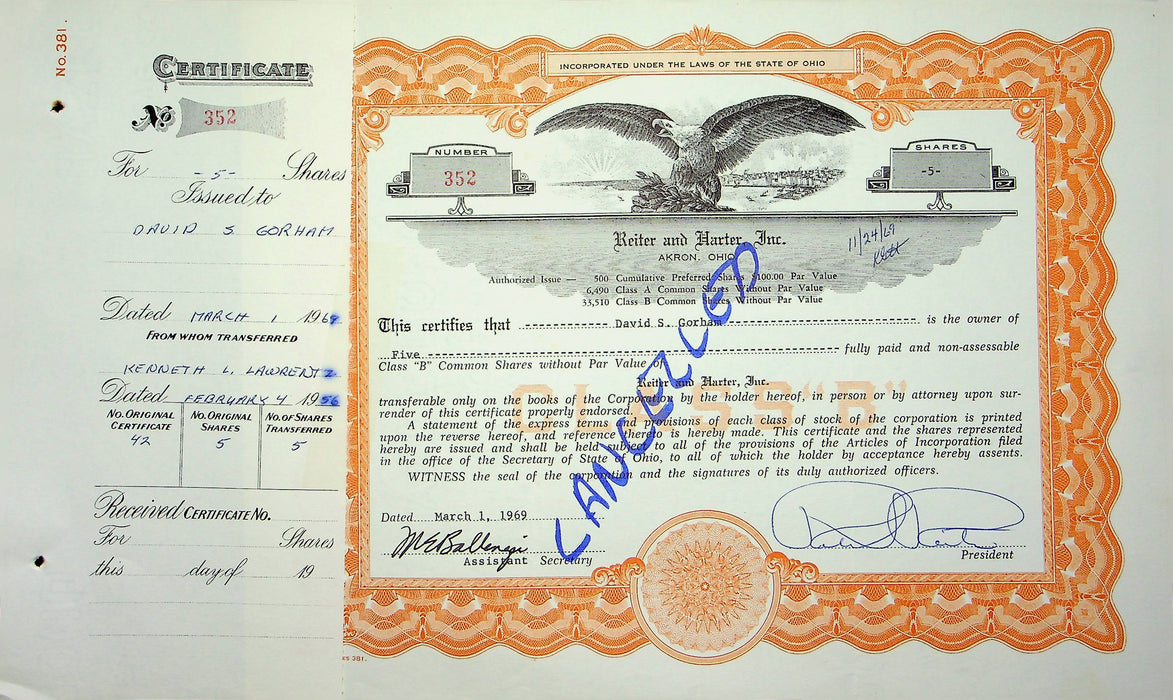 No. 381.
CERTIFICATE
No 352
For -5- Shares
Issued to
DAVID S GORHAM
Dated MARCH 1 1969
FROM WHOM TRANSFERRED
KENNETH L. LAWRENTZ
Dated FEBRUARY 4 1956
NO. ORIGINAL CERTIFICATE
42
NO. ORIGINAL SHARES
5
NO. OF SHARES TRANSFERRED
5
Received CERTIFICATE NO.
For Shares
this day of 19
INCORPORATED UNDER THE LAWS OF THE STATE OF OHIO
NUMBER
352
SHARES
-5-
Reiter and Harter, Inc.
AKRON, OHIO
11/24/69
Authorized Issue — 500 Cumulative Preferred Shares $100.00 Par Value
6,490 Class A Common Shares Without Par Value
33,510 Class B Common Shares Without Par Value
CANCELLED
This certifies that David S. Gorham is the owner of
Five fully paid and non-assessable
Class "B" Common Shares without Par Value of
Reiter and Harter, Inc.
CLASS "B"
transferable only on the books of the Corporation by the holder hereof, in person or by attorney upon sur-
render of this certificate properly endorsed.
A statement of the express terms and provisions of each class of stock of the corporation is printed
upon the reverse hereof, and reference thereto is hereby made. This certificate and the shares represented
hereby are issued and shall be held subject to all of the provisions of the Articles of Incorporation filed
in the office of the Secretary of State of Ohio, to all of which the holder by acceptance hereby assents.
WITNESS the seal of the corporation and the signatures of its duly authorized officers.
Dated March 1, 1969
Assistant Secretary
President
381.